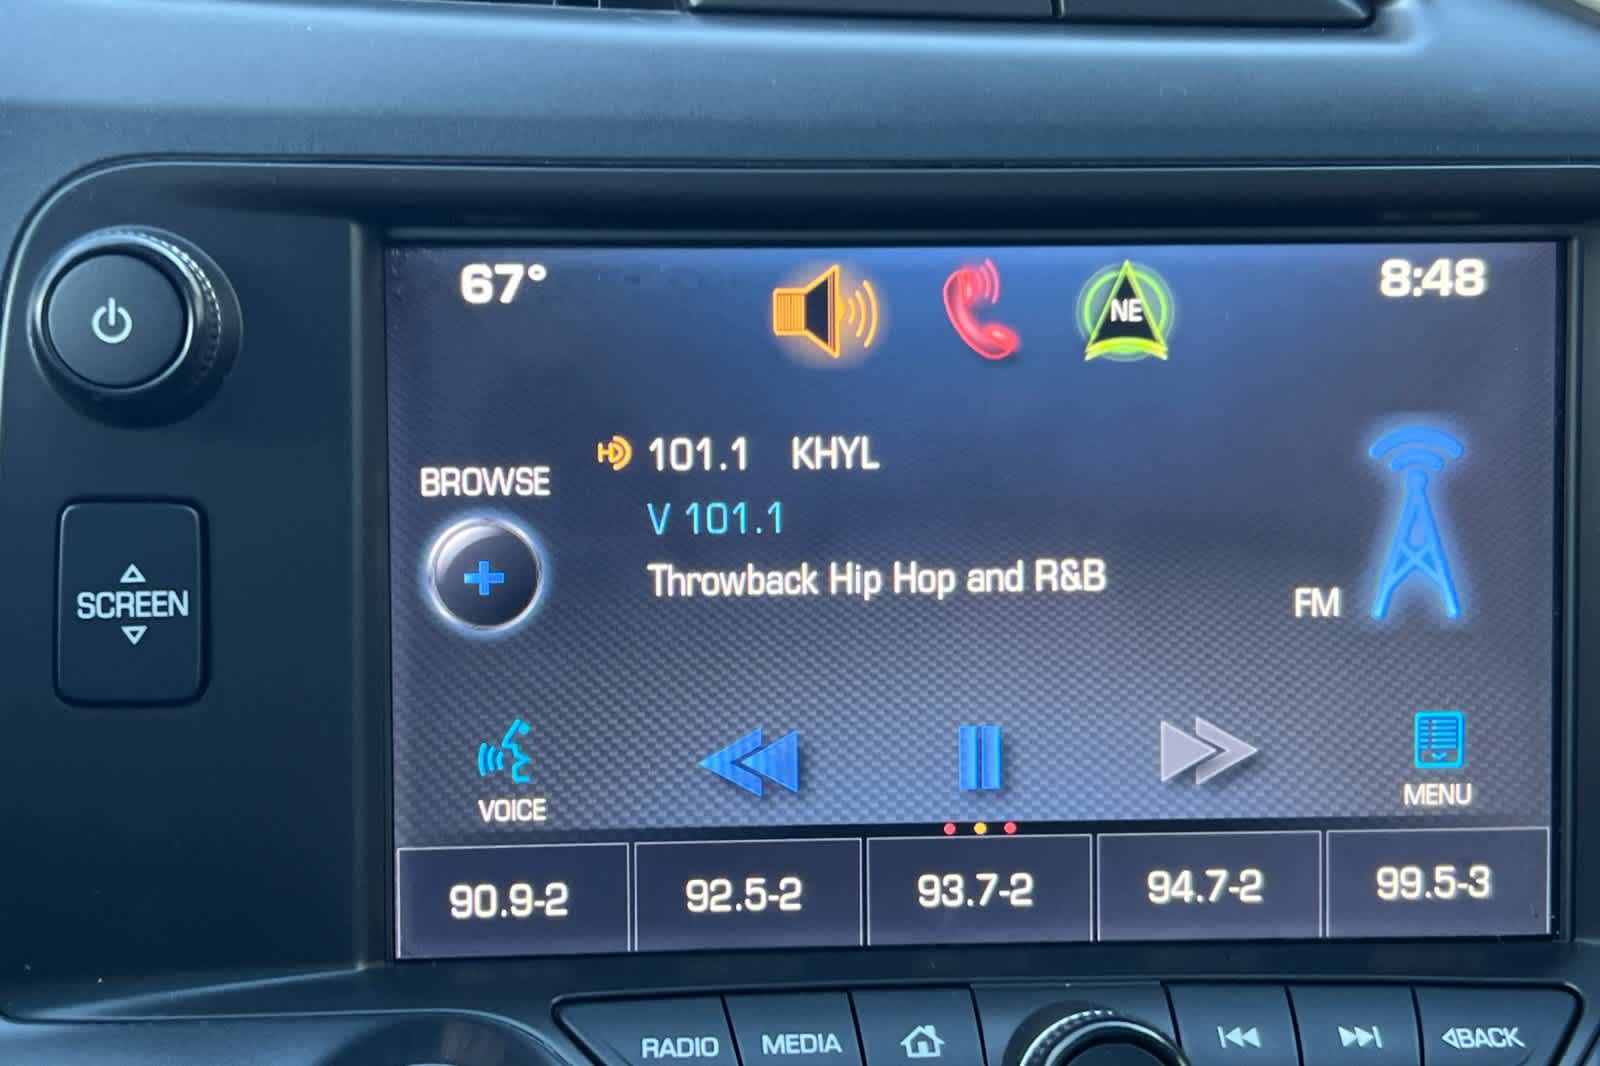 67°
NE
8:48
HD 101.1 KHYL
BROWSE
V 101.1
Throwback Hip Hop and R&B
FM
SCREEN
VOICE
MENU
90.9-2 92.5-2 93.7-2 94.7-2 99.5-3
RADIO MEDIA BACK